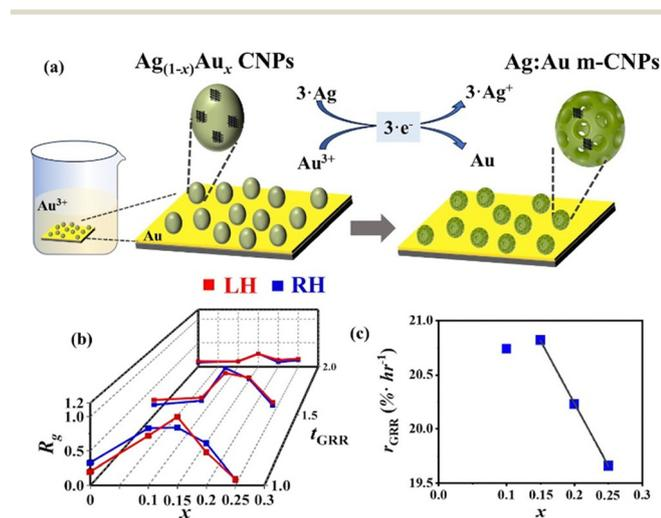 (a)
Ag(1-x)Aux CNPs
Ag:Au m-CNPs
3·Ag
3·Ag⁺
3·e⁻
Au³⁺
Au
Au³⁺
Au
LH RH
(b)
1.2
1.0
0.5
0.0
Rg
0 0.1 0.15 0.2 0.25 0.3
x
1.0
1.5
2.0
tGRR
(c)
21.0
20.5
20.0
19.5
rGRR (%· hr⁻¹)
0.0 0.1 0.2 0.3
x